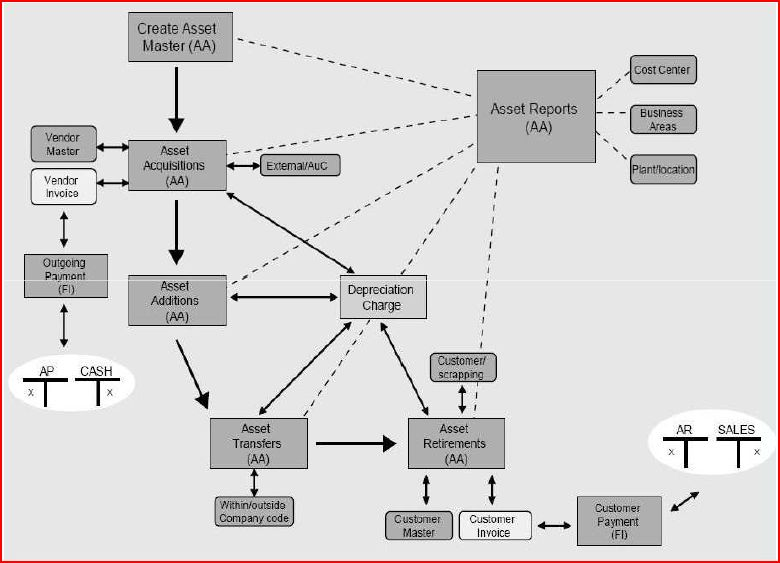 Create Asset
Master (AA)
Asset Reports
(AA)
Cost Center
Business
Areas
Plant/location
Vendor
Master
Vendor
Invoice
Asset
Acquisitions
(AA)
External/AuC
Outgoing
Payment
(FI)
Asset
Additions
(AA)
Depreciation
Charge
AP CASH
x x
Customer/
scrapping
Asset
Transfers
(AA)
Asset
Retirements
(AA)
AR SALES
x x
Within/outside
Company code
Customer
Master
Customer
Invoice
Customer
Payment
(FI)